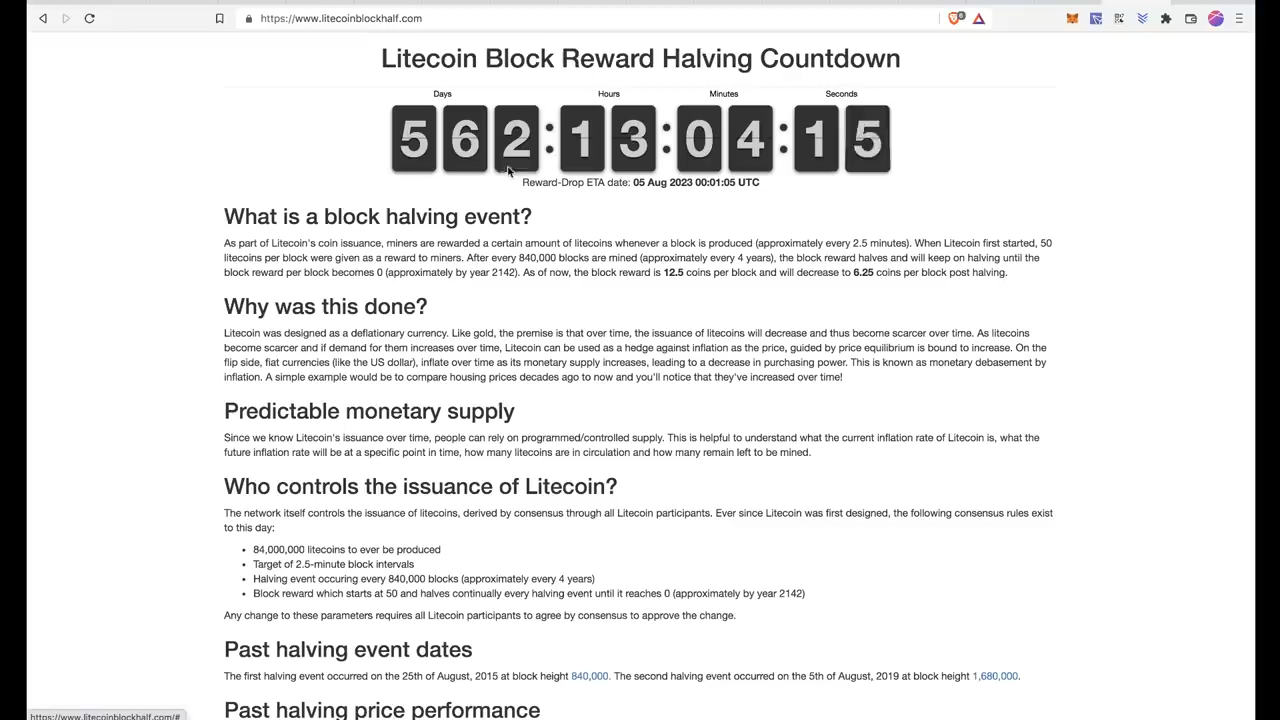 https://www.litecoinblockhalf.com
Litecoin Block Reward Halving Countdown
Days Hours Minutes Seconds
562:13:04:15
Reward-Drop ETA date: 05 Aug 2023 00:01:05 UTC
What is a block halving event?
As part of Litecoin's coin issuance, miners are rewarded a certain amount of litecoins whenever a block is produced (approximately every 2.5 minutes). When Litecoin first started, 50
litecoins per block were given as a reward to miners. After every 840,000 blocks are mined (approximately every 4 years), the block reward halves and will keep on halving until the
block reward per block becomes 0 (approximately by year 2142). As of now, the block reward is 12.5 coins per block and will decrease to 6.25 coins per block post halving.
Why was this done?
Litecoin was designed as a deflationary currency. Like gold, the premise is that over time, the issuance of litecoins will decrease and thus become scarcer over time. As litecoins
become scarcer and if demand for them increases over time, Litecoin can be used as a hedge against inflation as the price, guided by price equilibrium is bound to increase. On the
flip side, fiat currencies (like the US dollar), inflate over time as its monetary supply increases, leading to a decrease in purchasing power. This is known as monetary debasement by
inflation. A simple example would be to compare housing prices decades ago to now and you'll notice that they've increased over time!
Predictable monetary supply
Since we know Litecoin's issuance over time, people can rely on programmed/controlled supply. This is helpful to understand what the current inflation rate of Litecoin is, what the
future inflation rate will be at a specific point in time, how many litecoins are in circulation and how many remain left to be mined.
Who controls the issuance of Litecoin?
The network itself controls the issuance of litecoins, derived by consensus through all Litecoin participants. Ever since Litecoin was first designed, the following consensus rules exist
to this day:
• 84,000,000 litecoins to ever be produced
• Target of 2.5-minute block intervals
• Halving event occuring every 840,000 blocks (approximately every 4 years)
• Block reward which starts at 50 and halves continually every halving event until it reaches 0 (approximately by year 2142)
Any change to these parameters requires all Litecoin participants to agree by consensus to approve the change.
Past halving event dates
The first halving event occurred on the 25th of August, 2015 at block height 840,000. The second halving event occurred on the 5th of August, 2019 at block height 1,680,000.
Past halving price performance
https://www.litecoinblockhalf.com/#